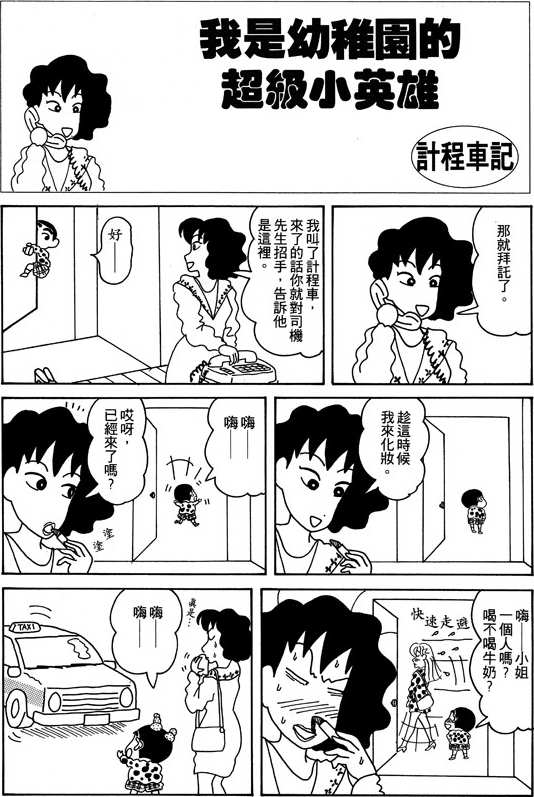 我是幼稚園的
超級小英雄
計程車記
那就拜託了。
我叫了計程車，
來了的話你就對司機
先生招手，告訴他
是這裡。
好——
趁這時候
我來化妝。
嗨——
嗨——
哎呀，
已經來了嗎？
塗
塗
嗨——小姐
一個人嗎？
喝不喝牛奶？
快速走避
真是…
嗨——
嗨——
TAXI